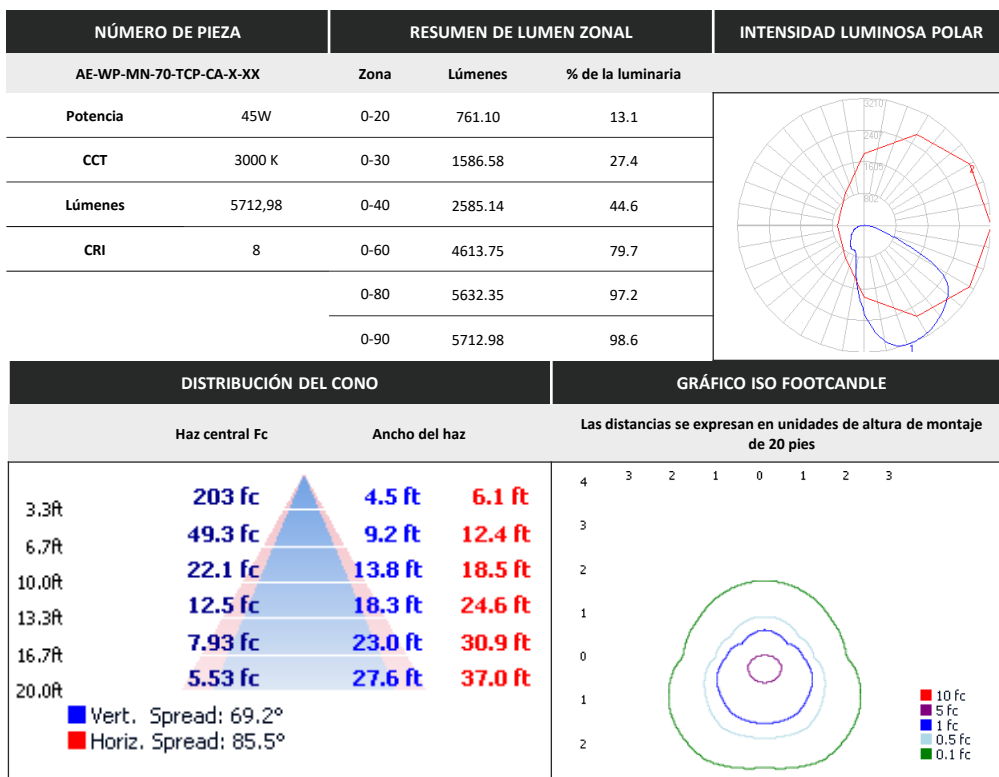 NÚMERO DE PIEZA RESUMEN DE LUMEN ZONAL INTENSIDAD LUMINOSA POLAR
AE-WP-MN-70-TCP-CA-X-XX Zona Lúmenes % de la luminaria
Potencia 45W 0-20 761.10 13.1
CCT 3000 K 0-30 1586.58 27.4
Lúmenes 5712,98 0-40 2585.14 44.6
CRI 8 0-60 4613.75 79.7
0-80 5632.35 97.2
0-90 5712.98 98.6
3210
2407
1605
802
2
1
DISTRIBUCIÓN DEL CONO GRÁFICO ISO FOOTCANDLE
Haz central Fc Ancho del haz
Las distancias se expresan en unidades de altura de montaje
de 20 pies
3.3ft 203 fc 4.5 ft 6.1 ft
6.7ft 49.3 fc 9.2 ft 12.4 ft
10.0ft 22.1 fc 13.8 ft 18.5 ft
13.3ft 12.5 fc 18.3 ft 24.6 ft
16.7ft 7.93 fc 23.0 ft 30.9 ft
20.0ft 5.53 fc 27.6 ft 37.0 ft
Vert. Spread: 69.2°
Horiz. Spread: 85.5°
4 3 2 1 0 1 2 3
3
2
1
0
1
2
10 fc
5 fc
1 fc
0.5 fc
0.1 fc